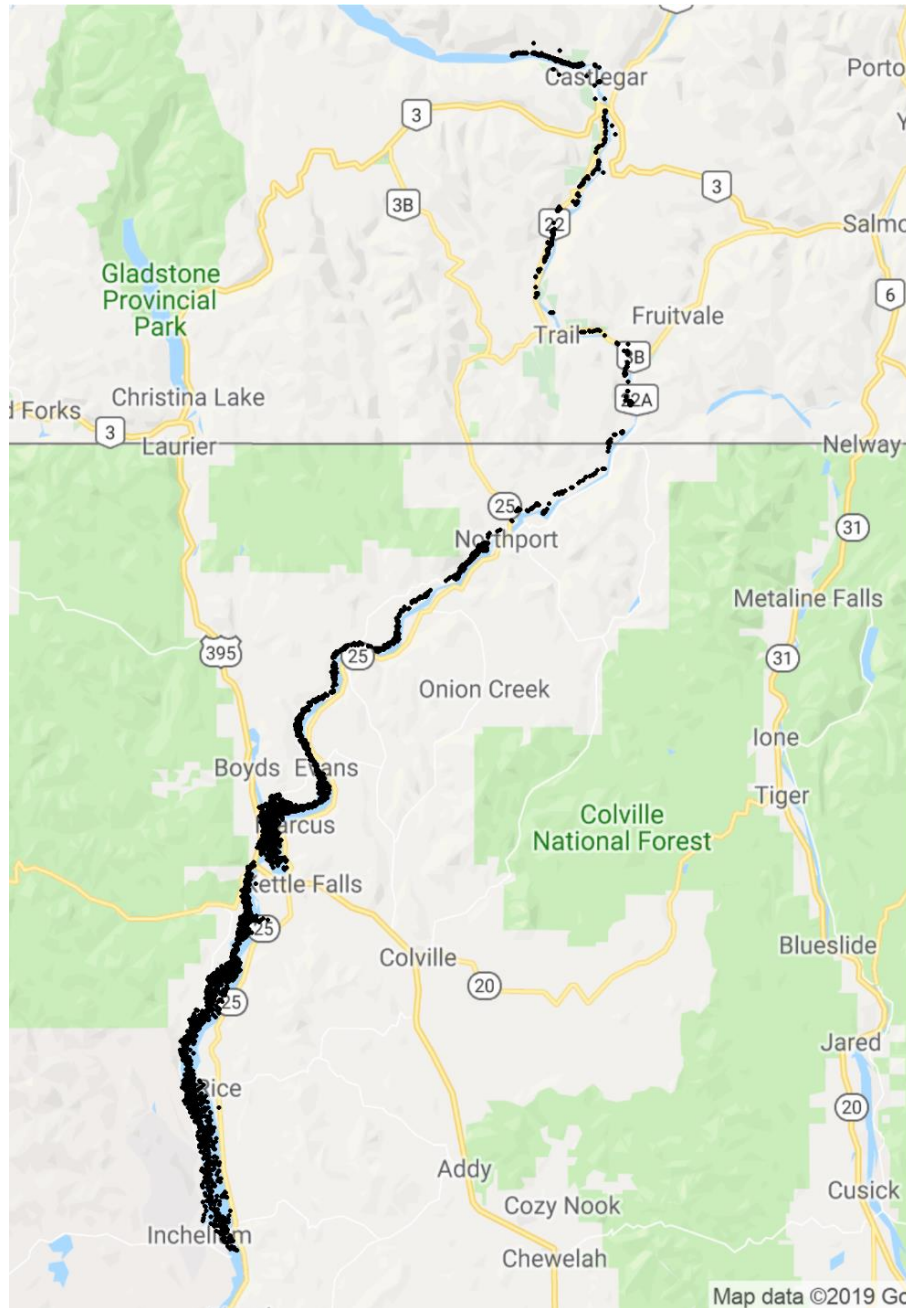 Castlegar
Porto
3
3
3B
22
Salmo
Gladstone
Provincial
Park
6
Fruitvale
Trail
3B
Christina Lake
22A
d Forks
3
Laurier
Nelway
25
31
Northport
Metaline Falls
395
25
31
Onion Creek
Ione
Boyds
Evans
Tiger
Marcus
Colville
National Forest
Kettle Falls
25
Blueslide
Colville
20
25
Jared
Rice
20
Addy
Cusick
Cozy Nook
Inchelium
Chewelah
Map data ©2019 Go